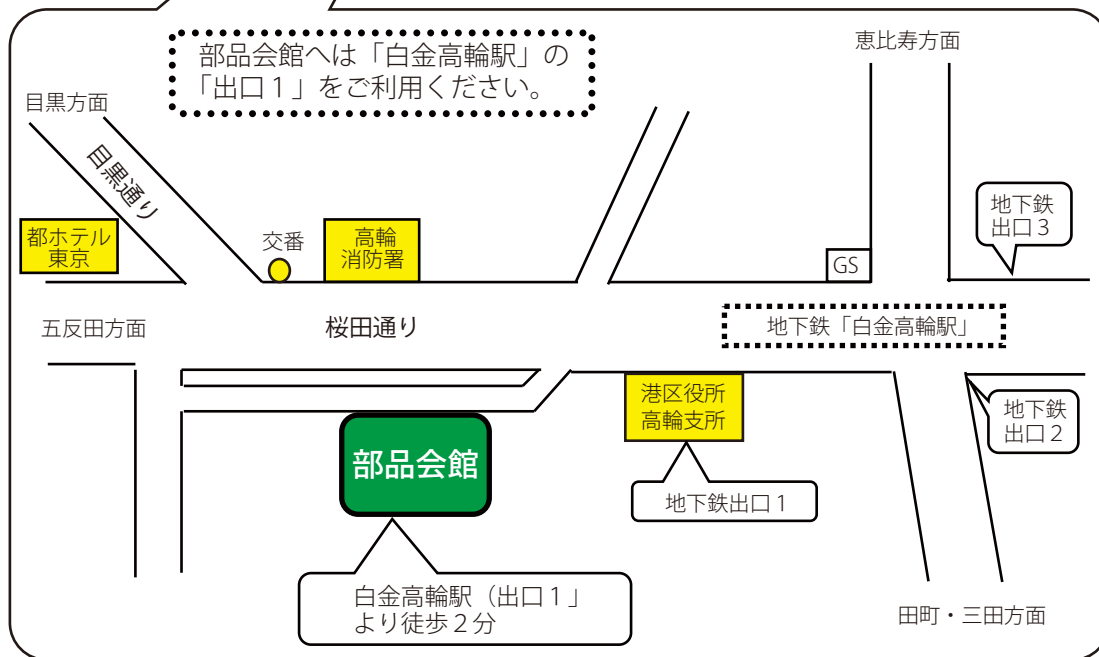 部品会館へは「白金高輪駅」の
「出口１」をご利用ください。
恵比寿方面
目黒方面
目黒通り
地下鉄
出口３
都ホテル
東京
交番
高輪
消防署
GS
五反田方面
桜田通り
地下鉄「白金高輪駅」
港区役所
高輪支所
地下鉄
出口２
部品会館
地下鉄出口１
白金高輪駅（出口１」
より徒歩２分
田町・三田方面